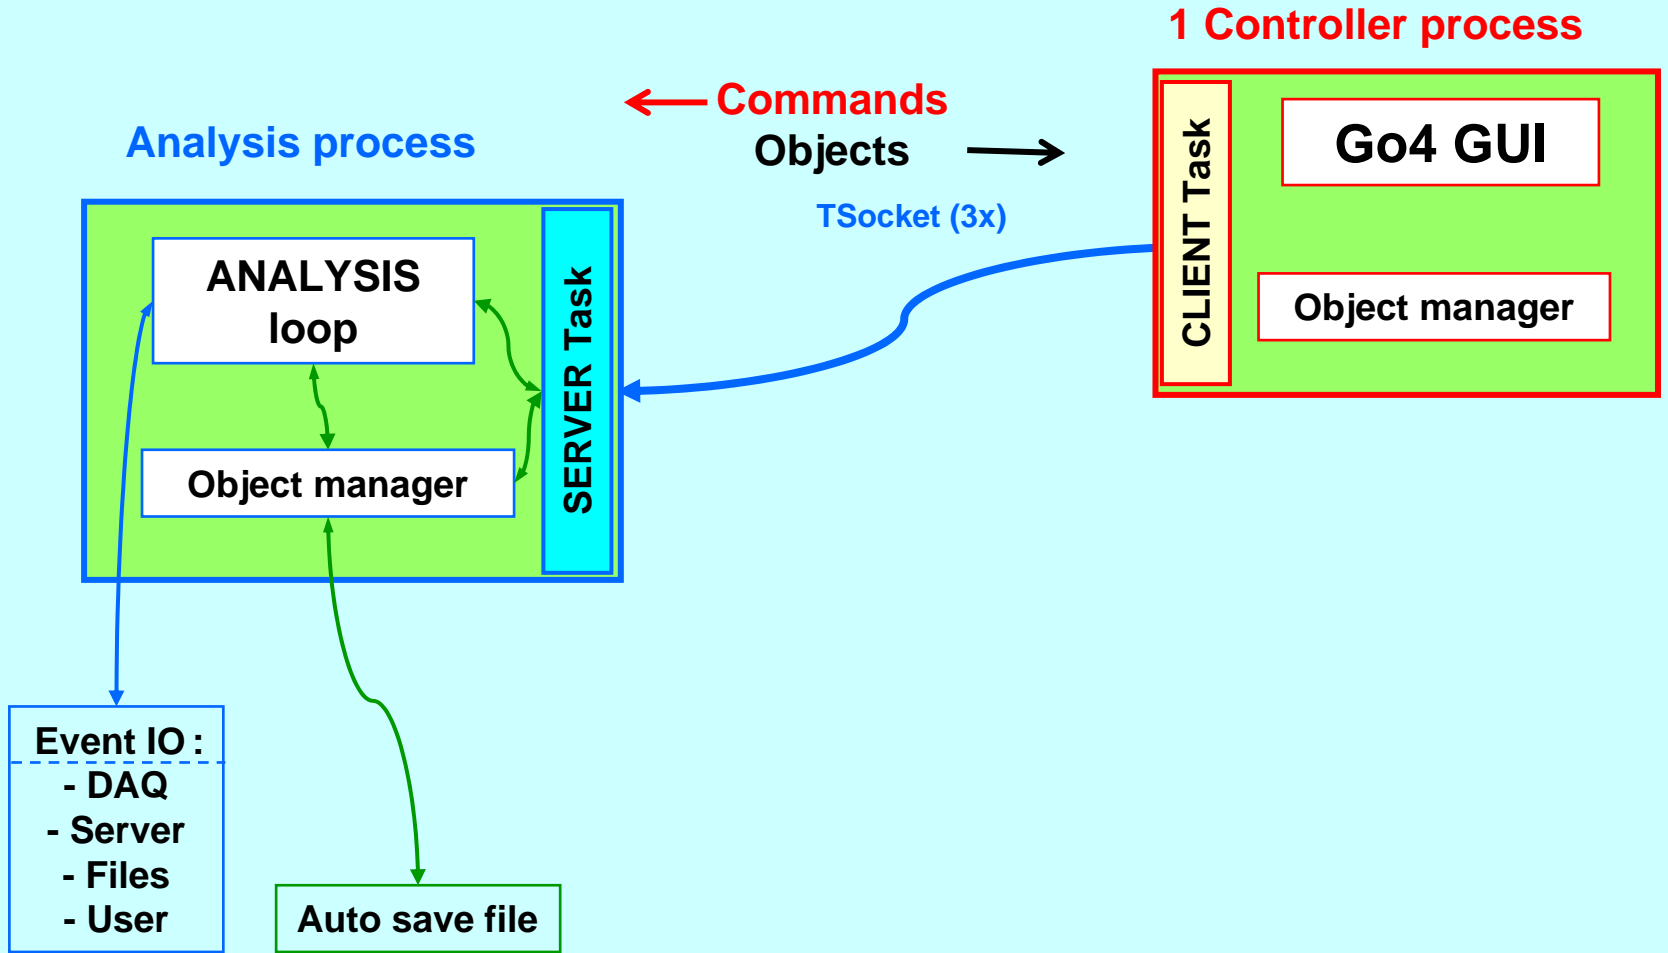 1 Controller process
Commands
Objects
TSocket (3x)
Analysis process
ANALYSIS
loop
Object manager
SERVER Task
CLIENT Task
Go4 GUI
Object manager
Event IO :
- DAQ
- Server
- Files
- User
Auto save file